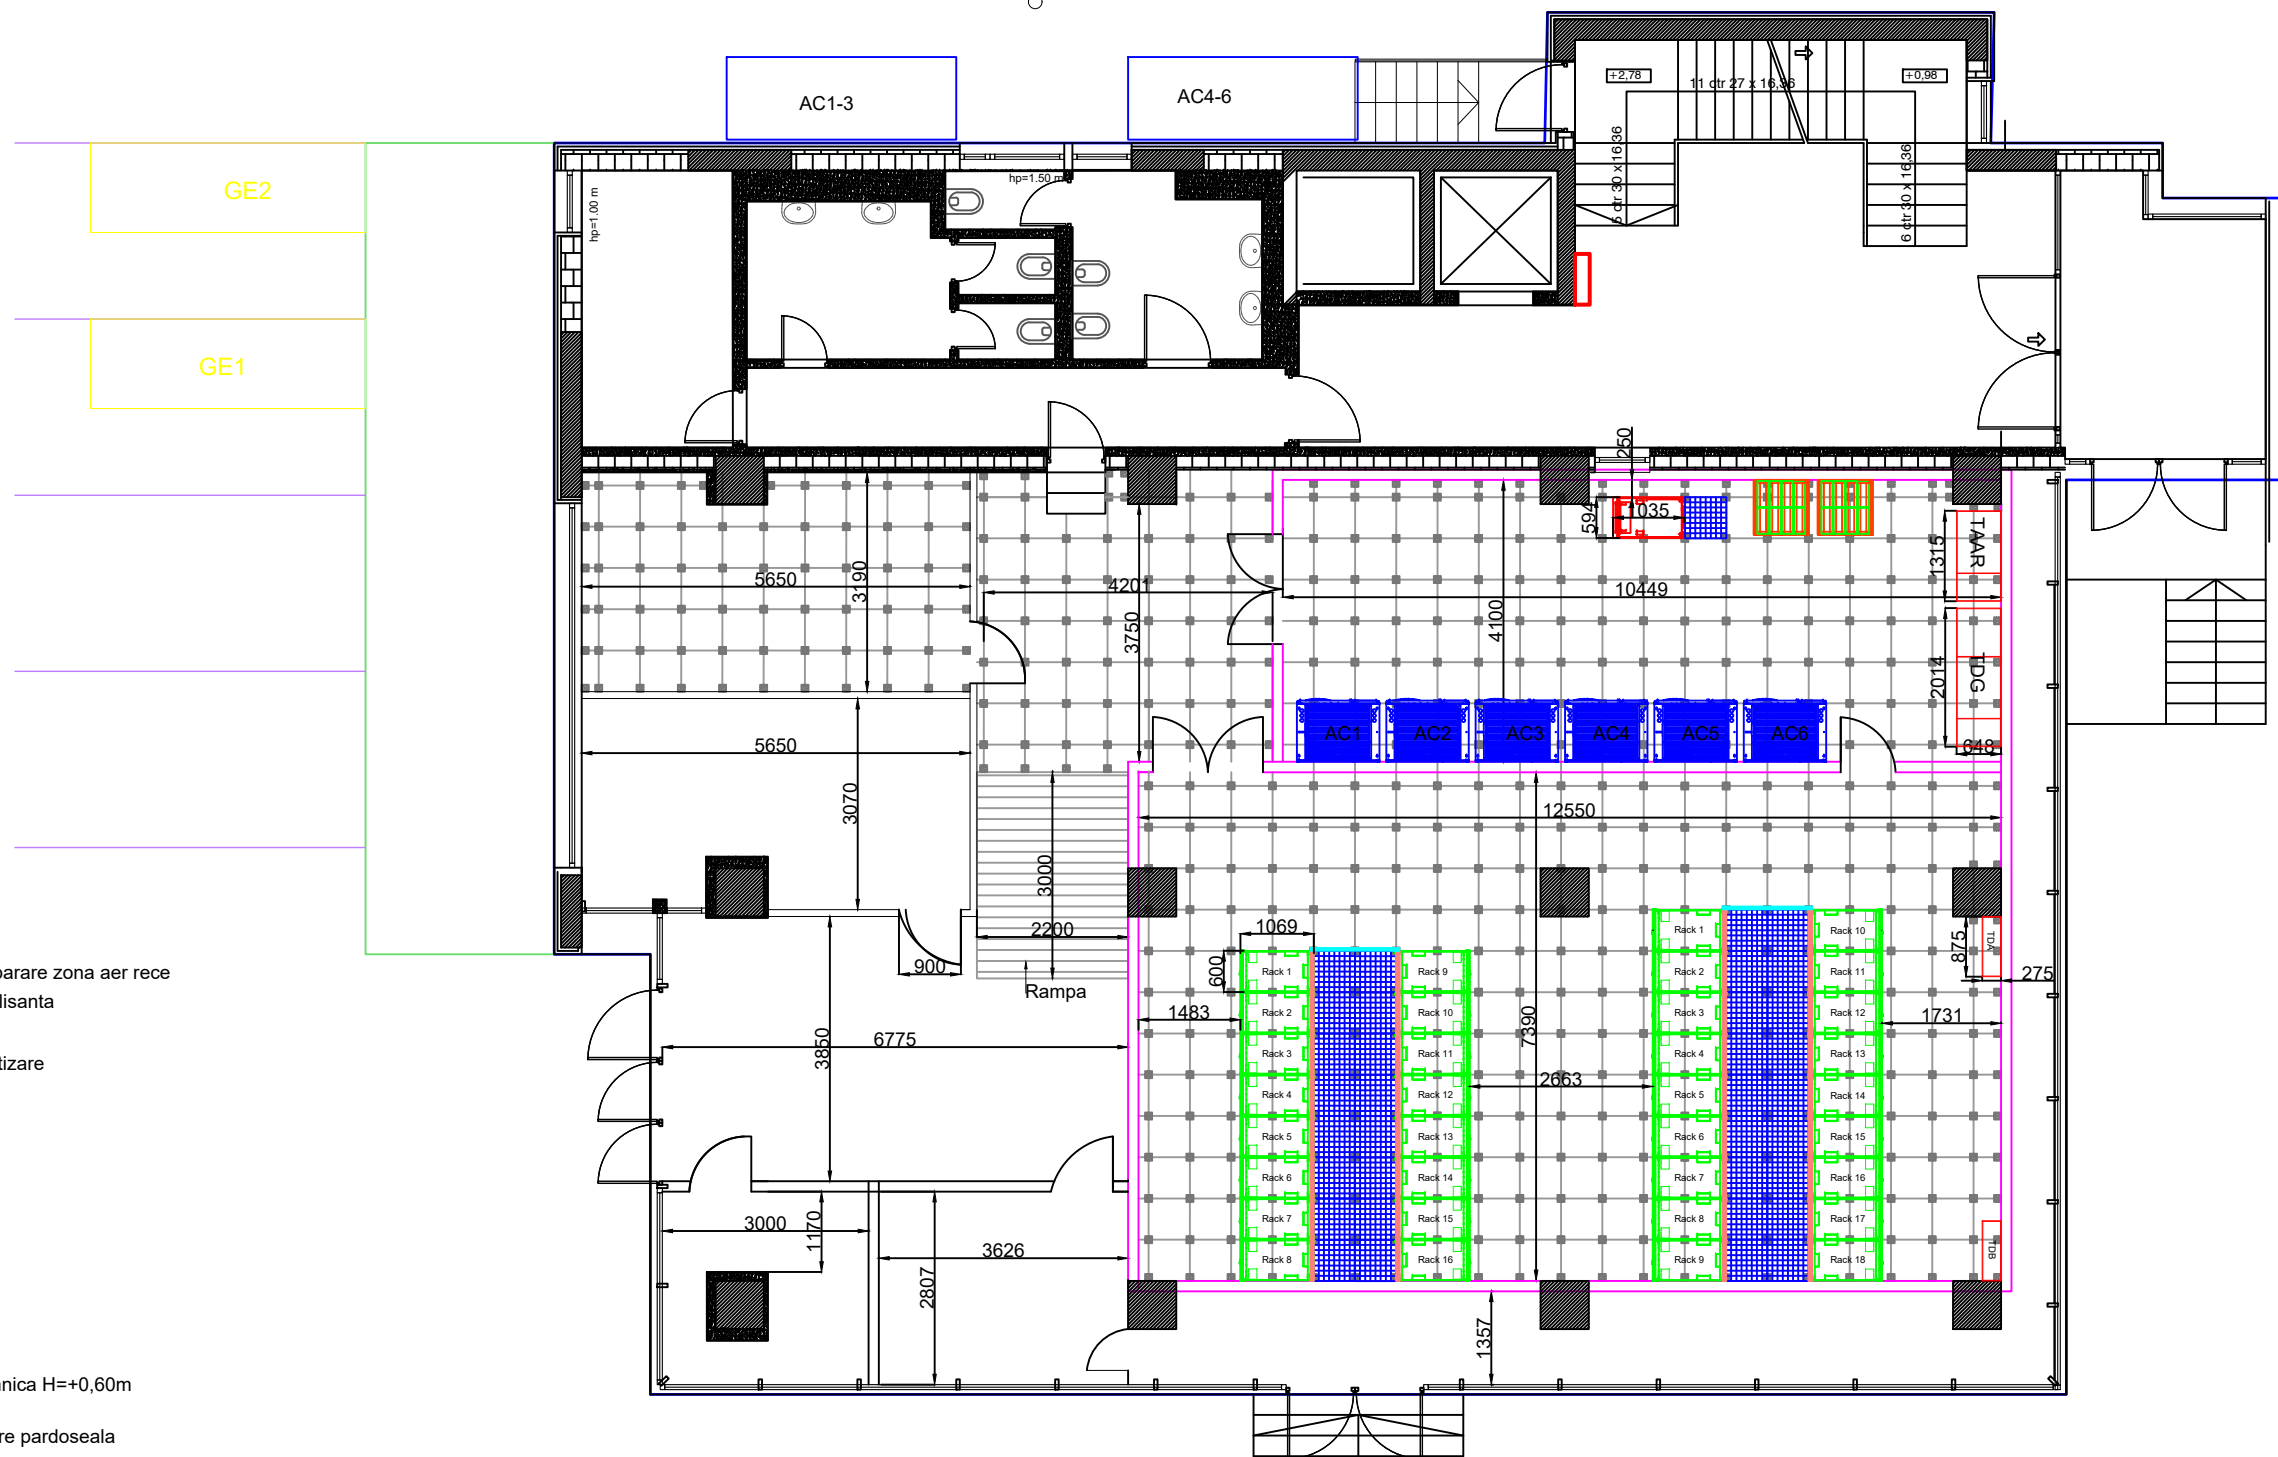 AC1-3
AC4-6
+2,78
+0,98
11 ctr 27 x 16,36
5 ctr 30 x 16,36
6 ctr 30 x 16,36
GE2
hp=1.00 m
hp=1.50 m
GE1
250
594
1035
TAAR
1315
5650
3190
4201
3750
4100
10449
2014
TDG
648
AC1
AC2
AC3
AC4
AC5
AC6
5650
3070
3000
12550
2200
900
Rampa
1069
600
1483
7390
2663
1731
875
TDA
275
Rack 1
Rack 2
Rack 3
Rack 4
Rack 5
Rack 6
Rack 7
Rack 8
Rack 9
Rack 10
Rack 11
Rack 12
Rack 13
Rack 14
Rack 15
Rack 16
Rack 1
Rack 2
Rack 3
Rack 4
Rack 5
Rack 6
Rack 7
Rack 8
Rack 9
Rack 10
Rack 11
Rack 12
Rack 13
Rack 14
Rack 15
Rack 16
Rack 17
Rack 18
TDB
parare zona aer rece
lisanta
tizare
6775
3850
3000
1170
3626
2807
1357
nica H=+0,60m
re pardoseala